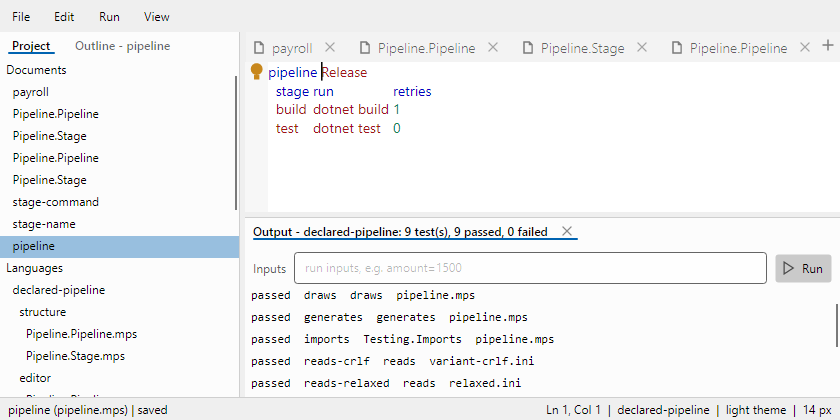 File Edit Run View
Project Outline - pipeline
Documents
payroll
Pipeline.Pipeline
Pipeline.Stage
Pipeline.Pipeline
Pipeline.Stage
stage-command
stage-name
pipeline
Languages
declared-pipeline
structure
Pipeline.Pipeline.mps
Pipeline.Stage.mps
editor
payroll Pipeline.Pipeline Pipeline.Stage Pipeline.Pipeline
pipeline Release
stage run retries
build dotnet build 1
test dotnet test 0
Output - declared-pipeline: 9 test(s), 9 passed, 0 failed
Inputs run inputs, e.g. amount=1500 Run
passed draws draws pipeline.mps
passed generates generates pipeline.mps
passed imports Testing.Imports pipeline.mps
passed reads-crlf reads variant-crlf.ini
passed reads-relaxed reads relaxed.ini
pipeline (pipeline.mps) | saved
Ln 1, Col 1 | declared-pipeline | light theme | 14 px